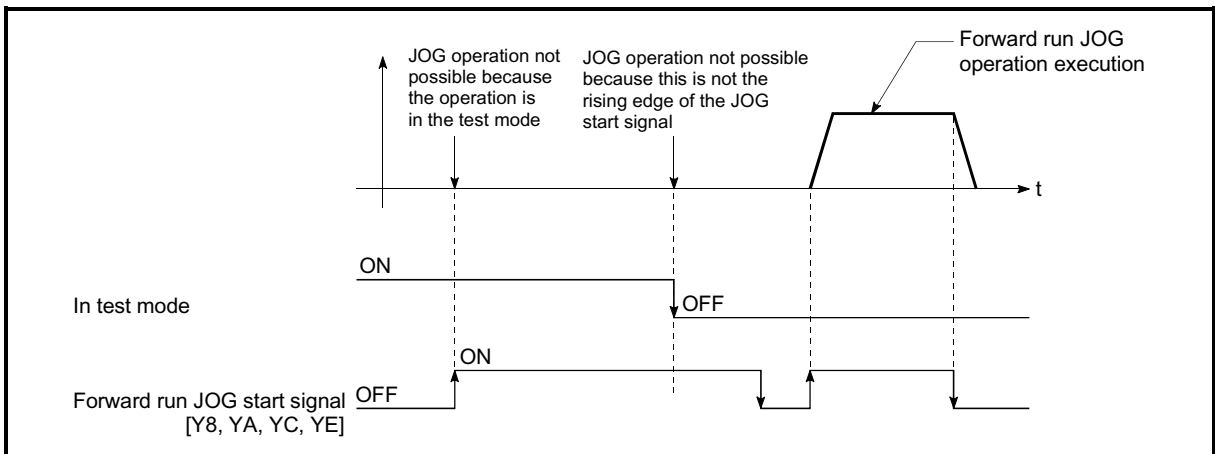 JOG operation not
possible because
the operation is
in the test mode
JOG operation not possible
because this is not the
rising edge of the JOG
start signal
Forward run JOG
operation execution
t
ON
In test mode
OFF
ON
Forward run JOG start signal
[Y8, YA, YC, YE]
OFF